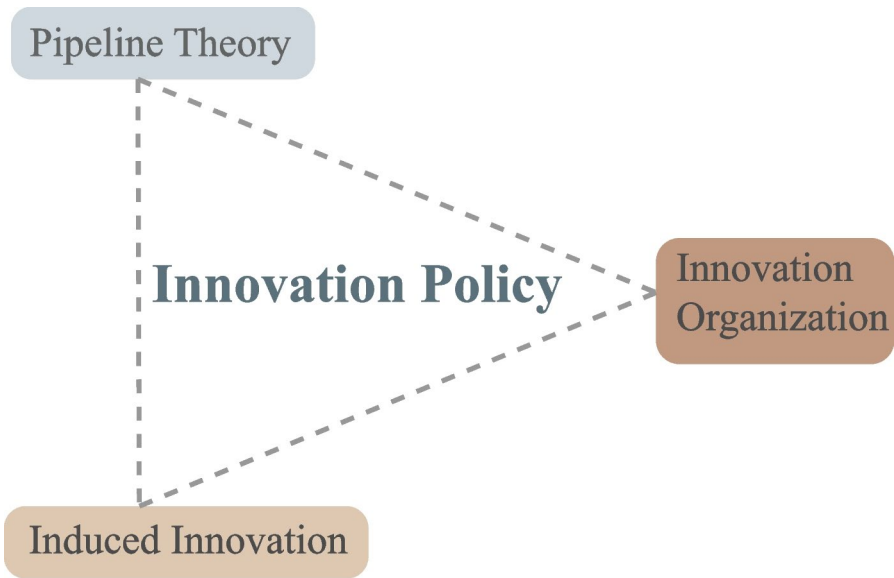 Pipeline Theory
Innovation Policy
Innovation
Organization
Induced Innovation